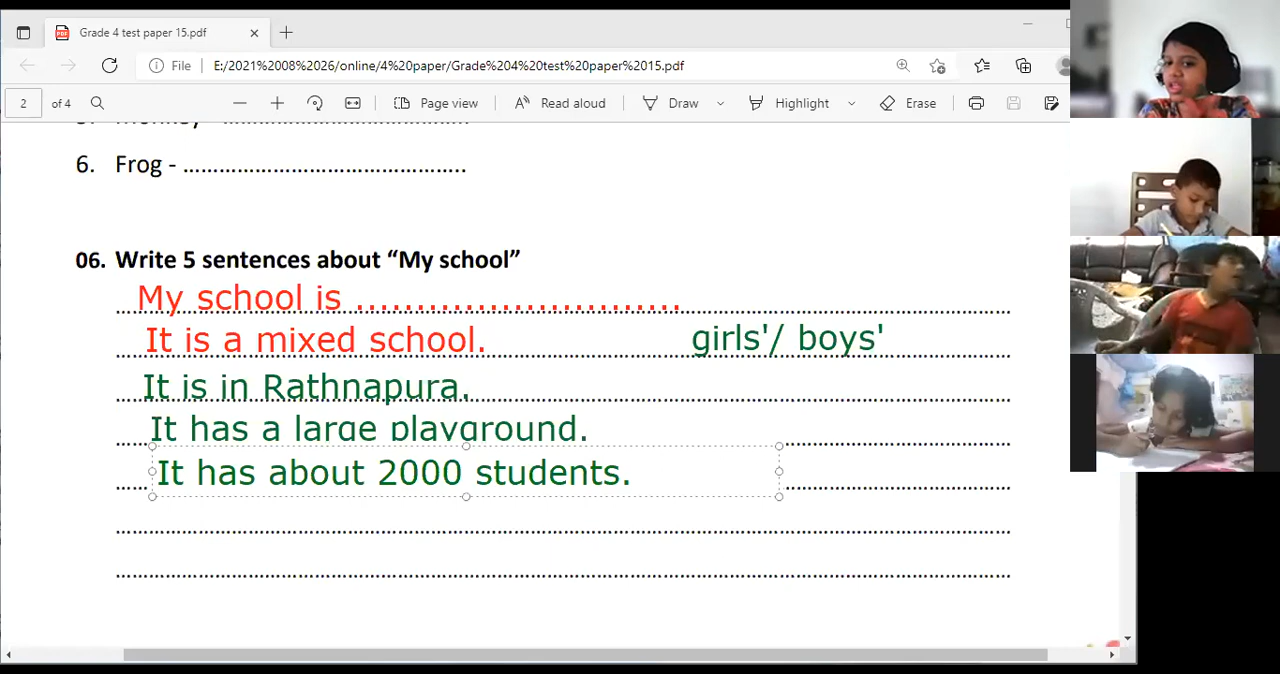 Grade 4 test paper 15.pdf
File E:/2021%2008%2026/online/4%20paper/Grade%204%20test%20paper%2015.pdf
2 of 4 Page view Read aloud Draw Highlight Erase
6. Frog - ………………………………………..
06. Write 5 sentences about “My school”
My school is ...........................
It is a mixed school. girls'/ boys'
It is in Rathnapura.
It has a large playground.
It has about 2000 students.